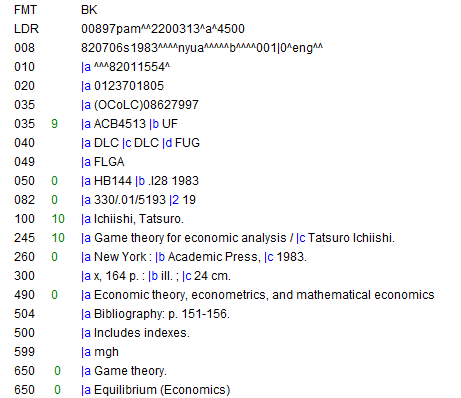 FMT BK
LDR 00897pam^^2200313^a^4500
008 820706s1983^^^^nyua^^^^^b^^^^001|0^eng^^
010 |a ^^^82011554^
020 |a 0123701805
035 |a (OCoLC)08627997
035 9 |a ACB4513 |b UF
040 |a DLC |c DLC |d FUG
049 |a FLGA
050 0 |a HB144 |b .I28 1983
082 0 |a 330/.01/5193 |2 19
100 10 |a Ichiishi, Tatsuro.
245 10 |a Game theory for economic analysis / |c Tatsuro Ichiishi.
260 0 |a New York : |b Academic Press, |c 1983.
300 |a x, 164 p. : |b ill. ; |c 24 cm.
490 0 |a Economic theory, econometrics, and mathematical economics
504 |a Bibliography: p. 151-156.
500 |a Includes indexes.
599 |a mgh
650 0 |a Game theory.
650 0 |a Equilibrium (Economics)